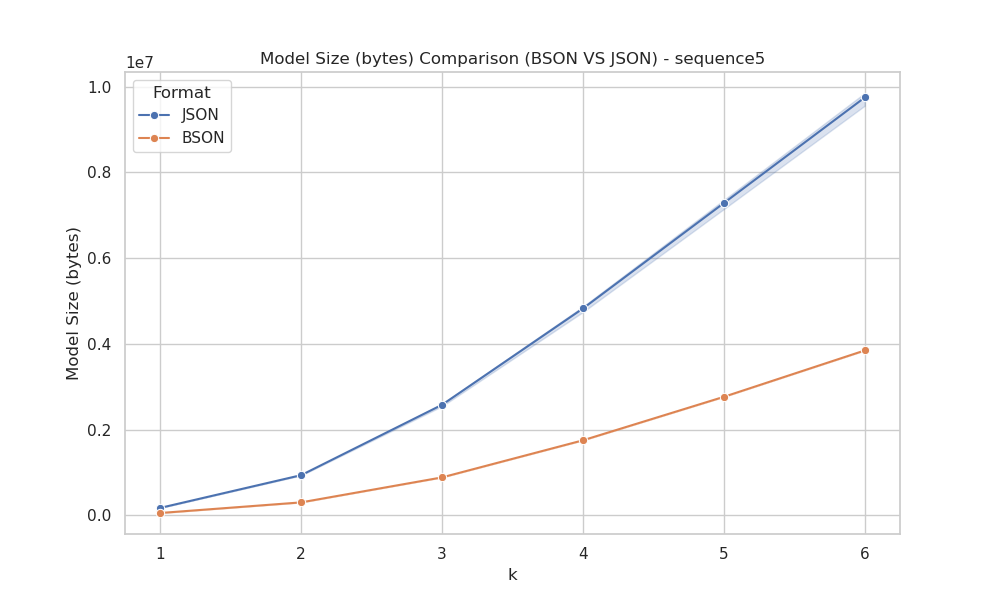 Model Size (bytes) Comparison (BSON VS JSON) - sequence5
1e7
Format
JSON
BSON
Model Size (bytes)
1.0
0.8
0.6
0.4
0.2
0.0
1 2 3 4 5 6
k